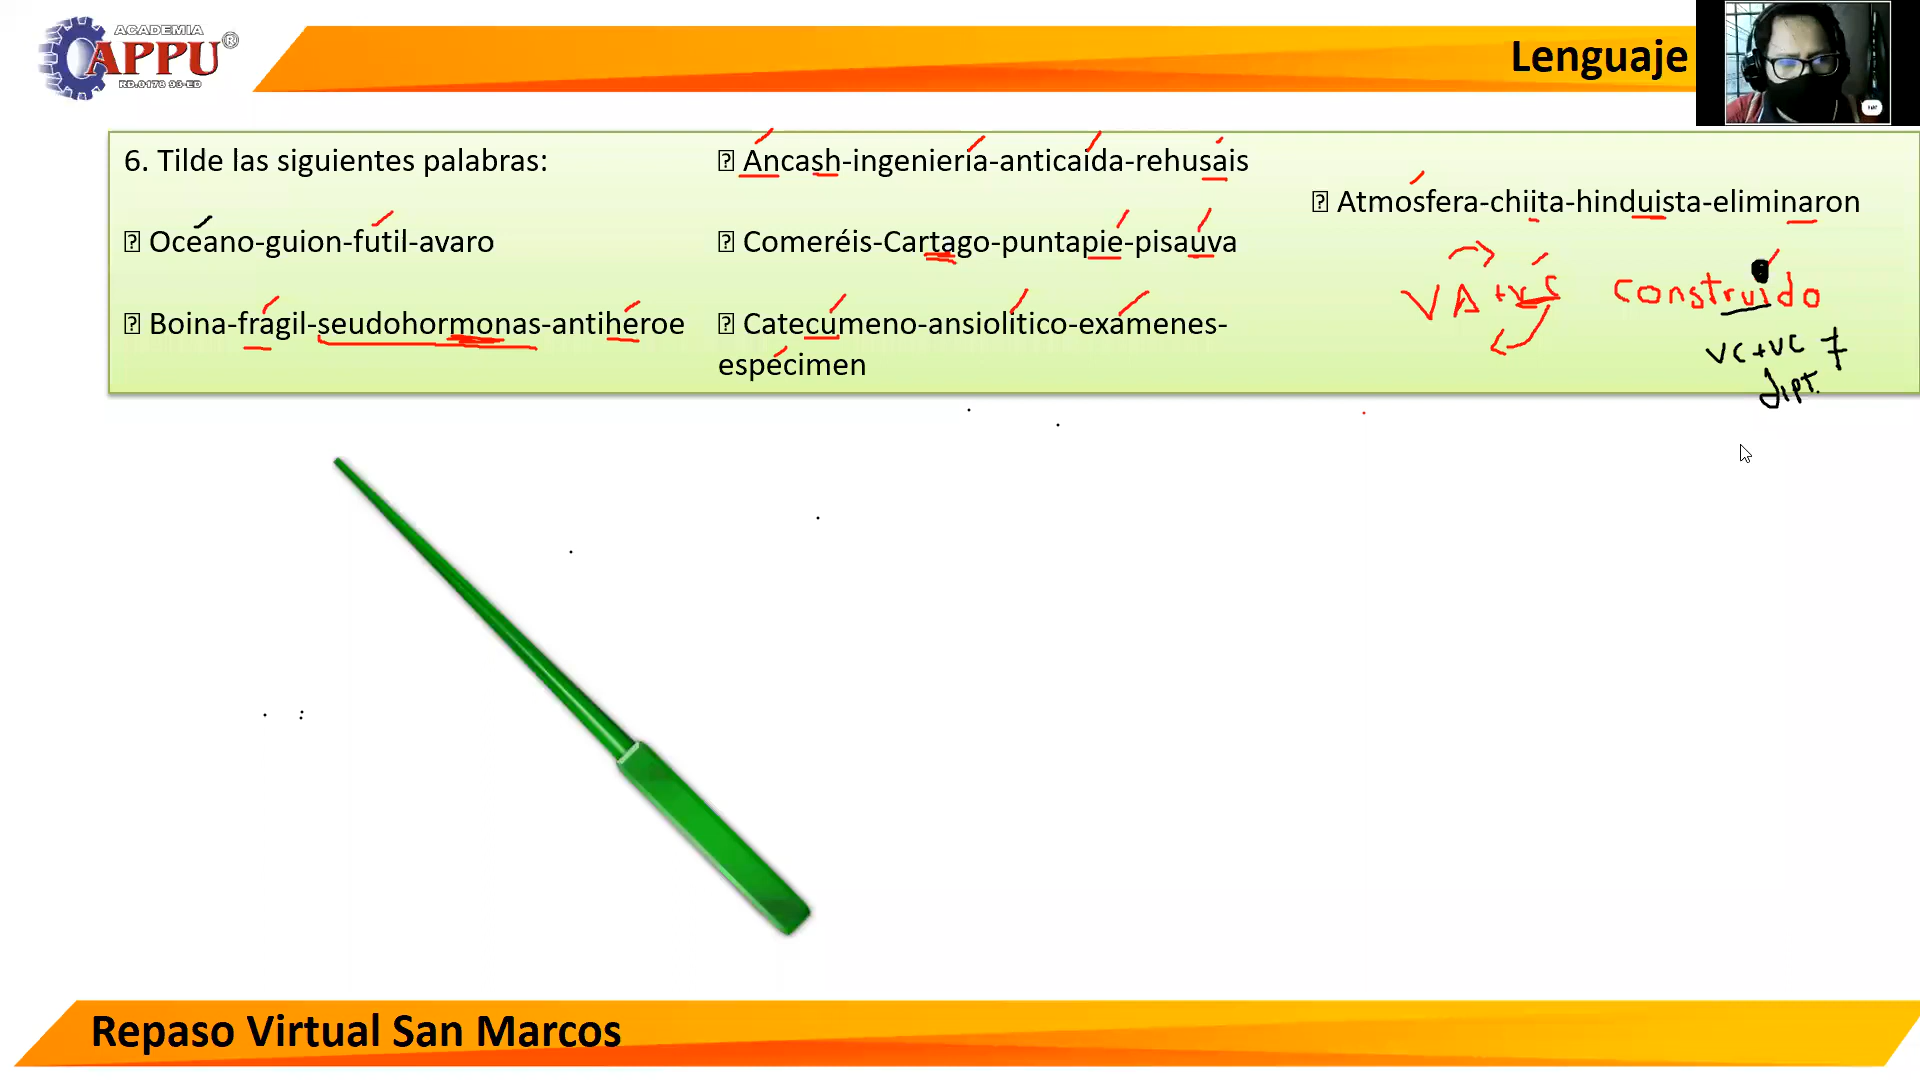 ACADEMIA
APPU®
RD.0178 93-ED
Lenguaje
6. Tilde las siguientes palabras:
Oceano-guion-futil-avaro
Boina-fragil-seudohormonas-antiheroe
Ancash-ingenieria-anticaida-rehusais
Comeréis-Cartago-puntapie-pisauva
Catecumeno-ansiolitico-examenes-
especimen
Atmosfera-chiita-hinduista-eliminaron
VA+VC
construido
VC+VC ≠
dipt.
Repaso Virtual San Marcos